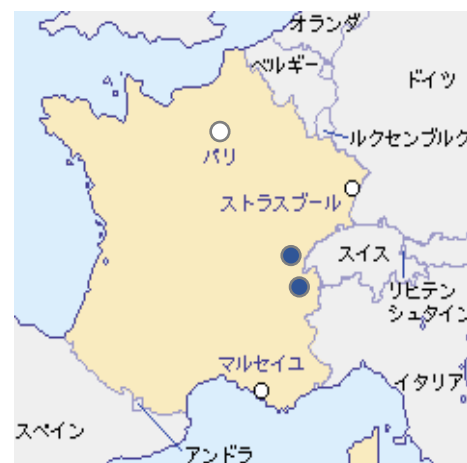 オランダ
ベルギー
ドイツ
ルクセンブルク
パリ
ストラスブール
スイス
リヒテン
シュタイン
マルセイユ
イタリア
スペイン
アンドラ